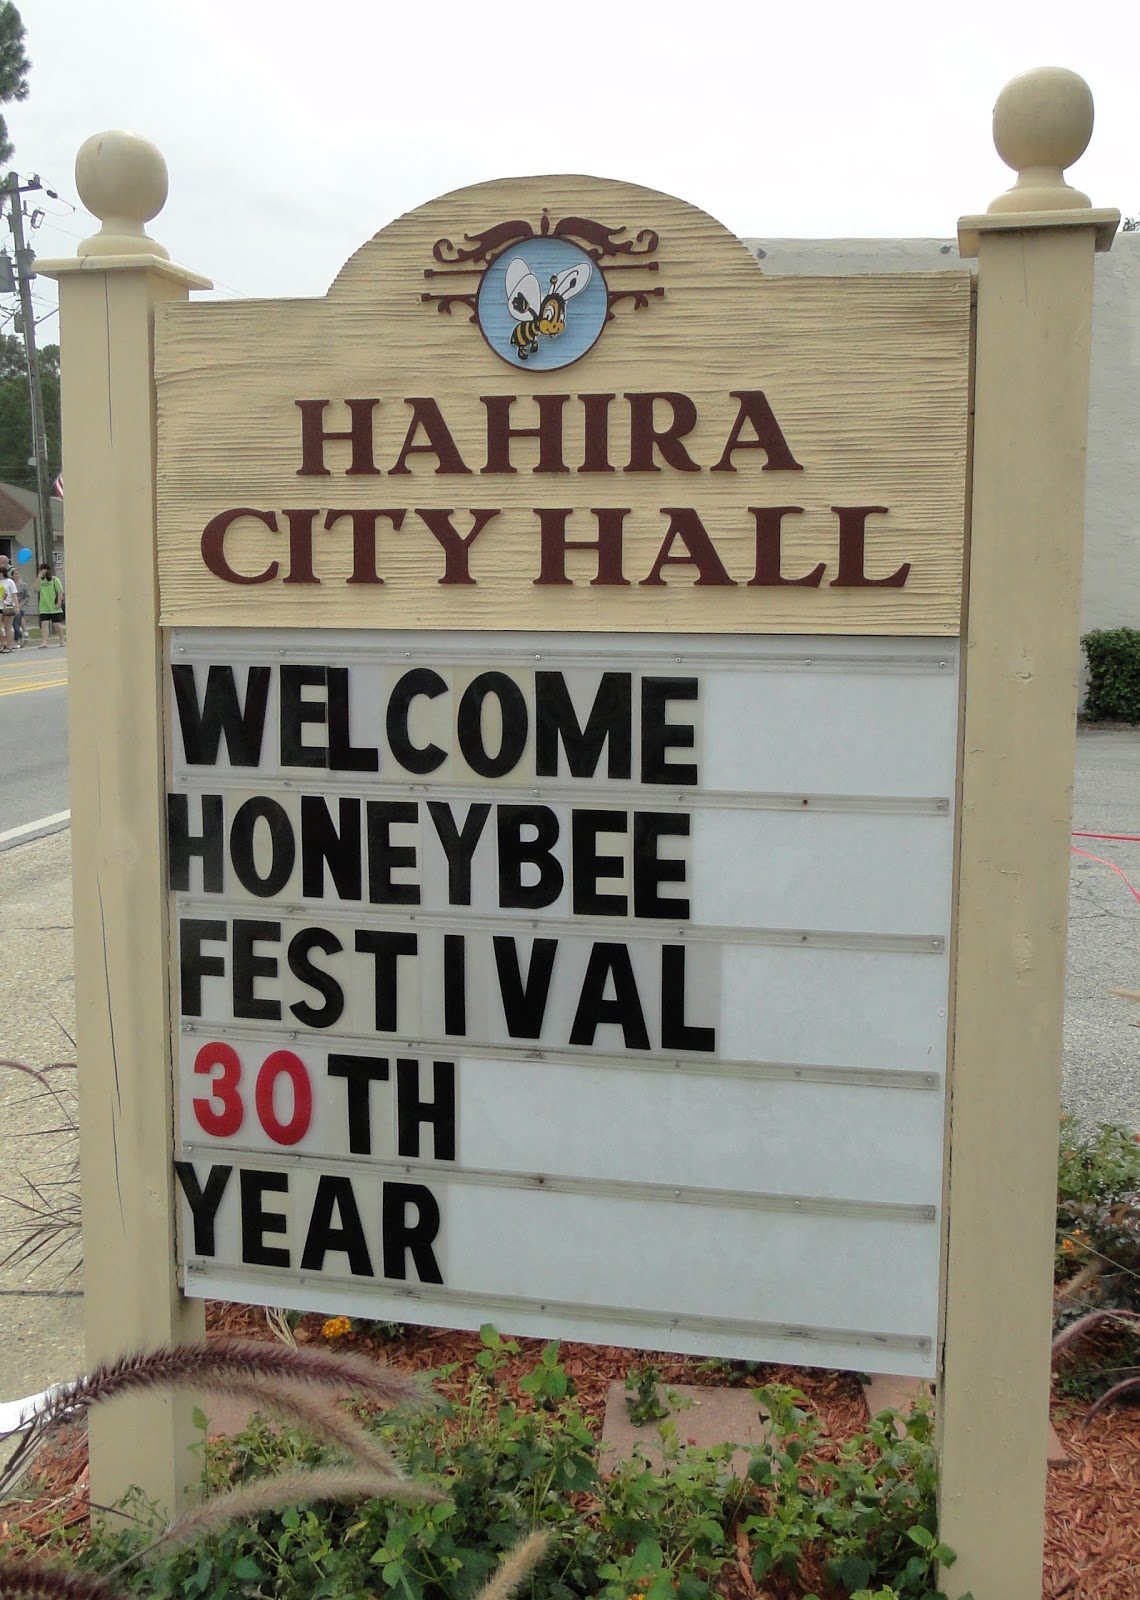 HAHIRA
CITY HALL
WELCOME
HONEYBEE
FESTIVAL
30TH
YEAR